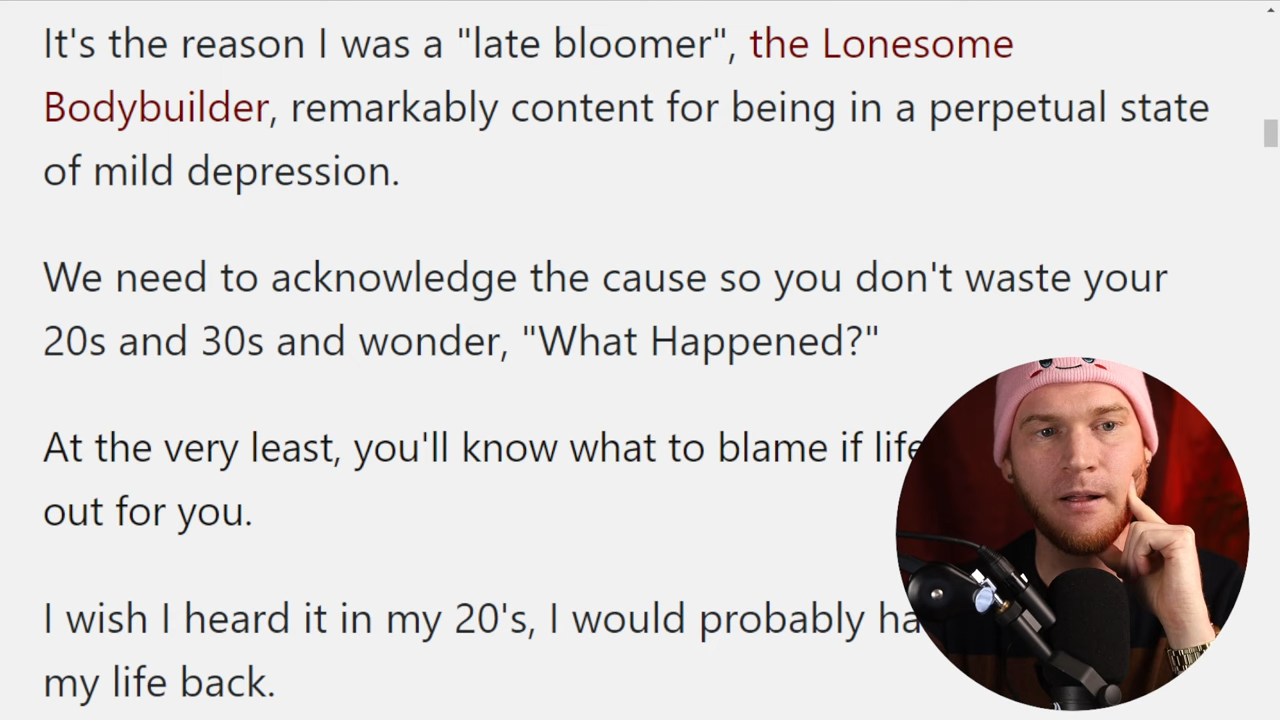 It's the reason I was a "late bloomer", the Lonesome
Bodybuilder, remarkably content for being in a perpetual state
of mild depression.
We need to acknowledge the cause so you don't waste your
20s and 30s and wonder, "What Happened?"
At the very least, you'll know what to blame if life
out for you.
I wish I heard it in my 20's, I would probably
my life back.